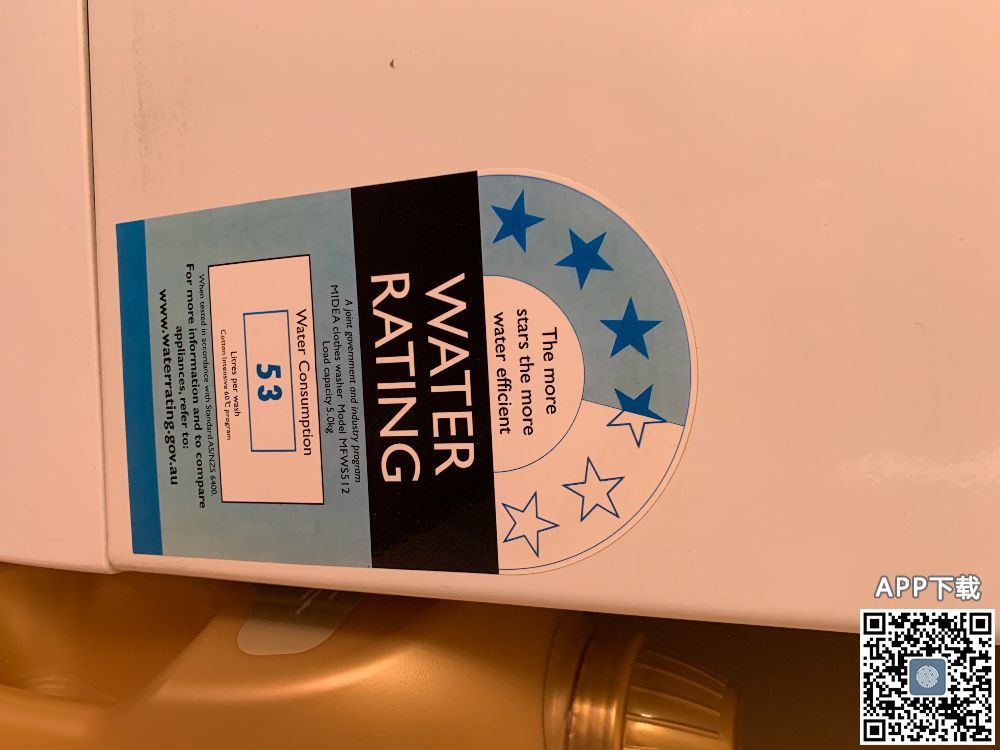 The more
stars the more
water efficient
WATER
RATING
A joint government and industry program
MIDEA clothes washer Model MFWS512
Load capacity 5.0kg
Water Consumption
53
Litres per wash
Cotton Intensive 60°C program
When tested in accordance with Standard AS/NZS 6400.
For more information and to compare
appliances, refer to:
www.waterrating.gov.au
APP下载